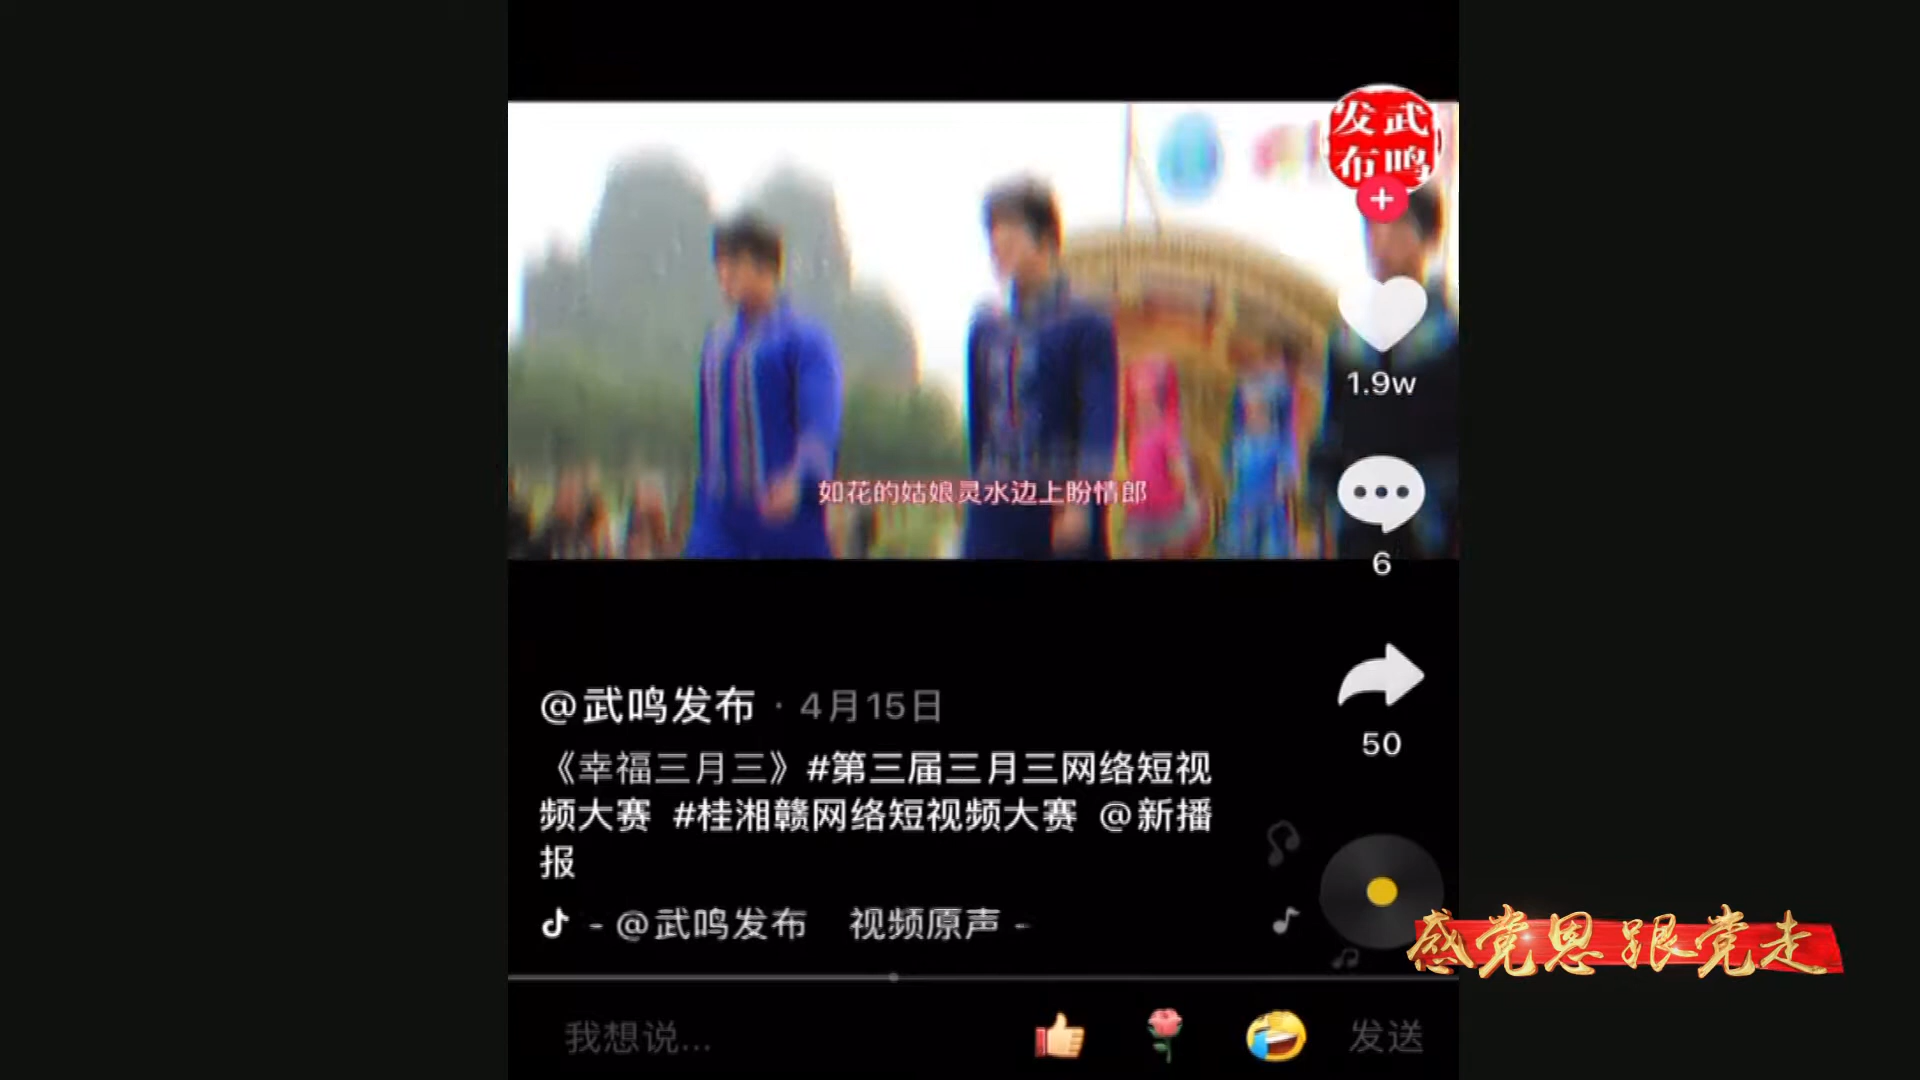 发武
布鸣
1.9w
如花的姑娘灵水边上盼情郎
6
50
@武鸣发布 · 4月15日
《幸福三月三》#第三届三月三网络短视
频大赛 #桂湘赣网络短视频大赛 @新播
报
- @武鸣发布 视频原声 -
感党恩 跟党走
我想说... 发送